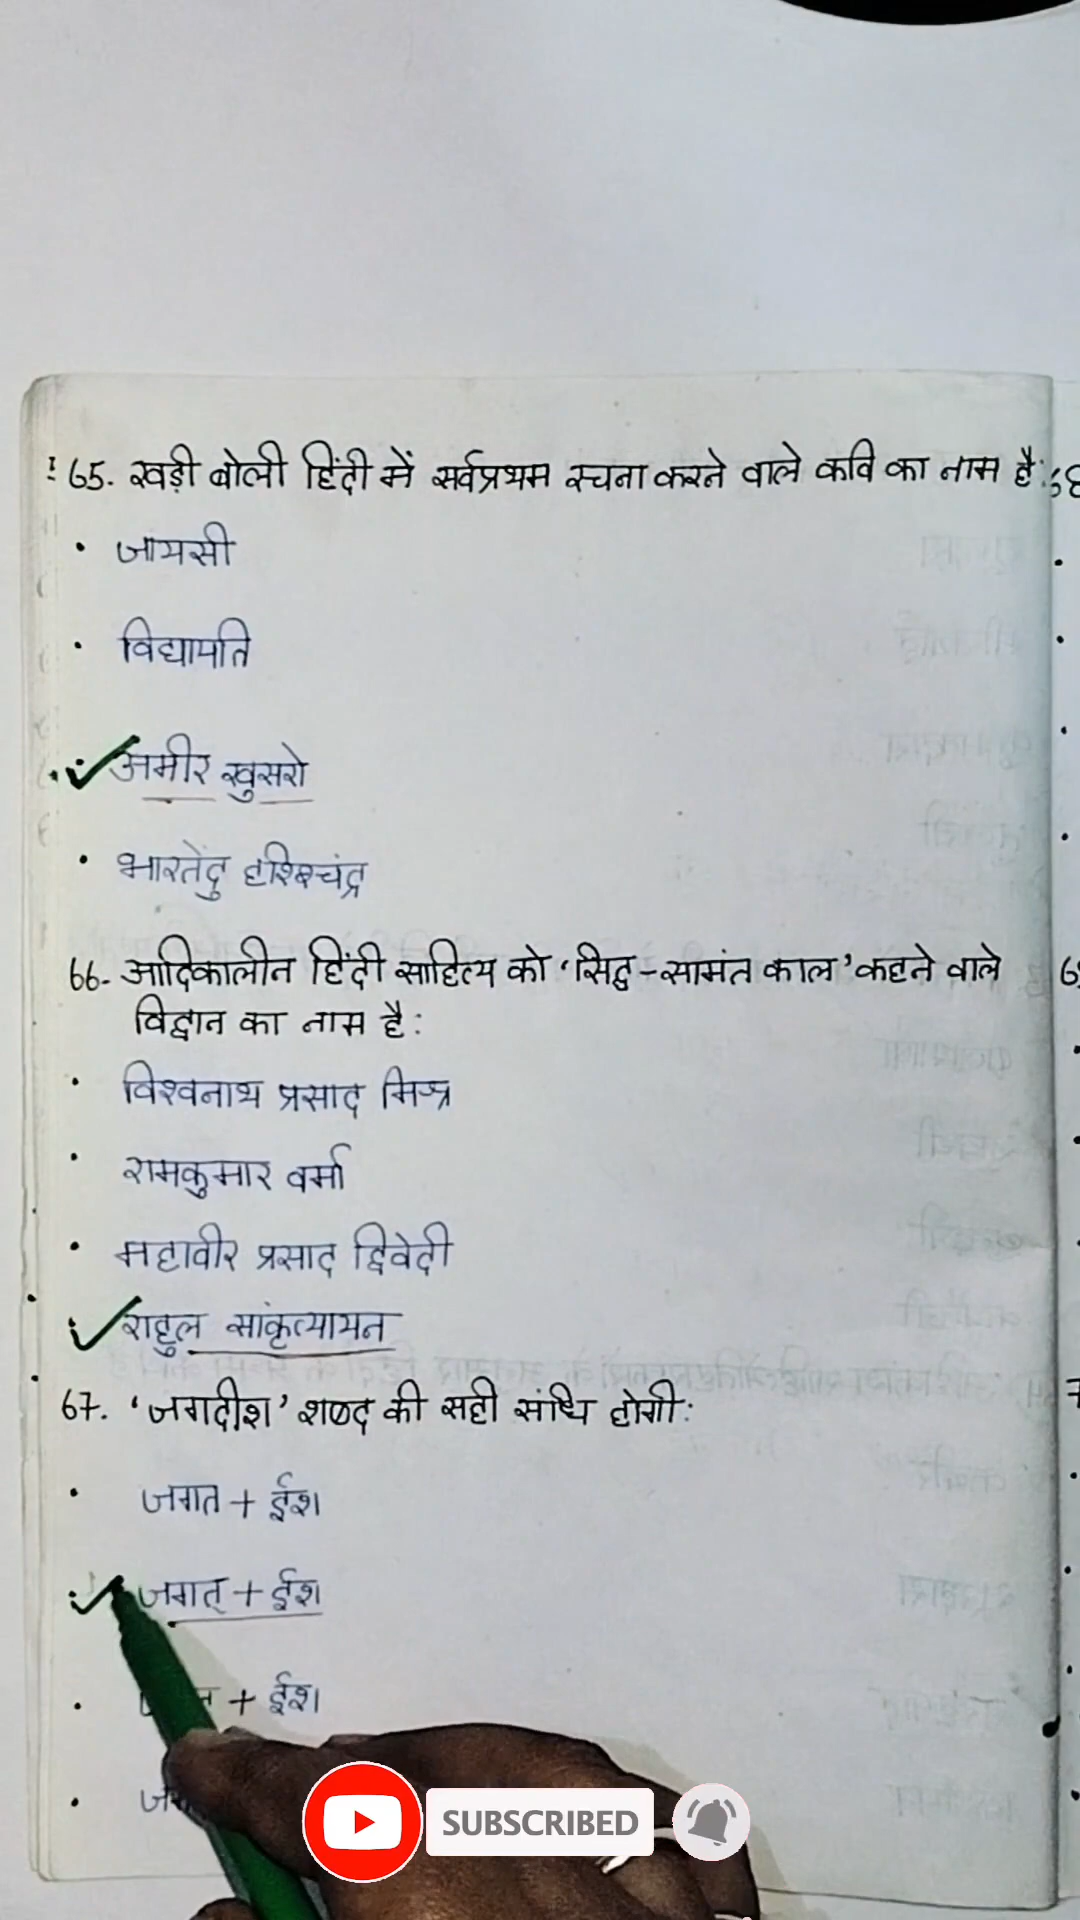 65. खड़ी बोली हिंदी में सर्वप्रथम रचना करने वाले कवि का नाम है:
• जायसी
• विद्यापति
• अमीर खुसरो
• भारतेंदु हरिश्चंद्र
66. आदिकालीन हिंदी साहित्य को 'सिद्ध-सामंत काल' कहने वाले
विद्वान का नाम है:
• विश्वनाथ प्रसाद मिश्र
• रामकुमार वर्मा
• महावीर प्रसाद द्विवेदी
• राहुल सांकृत्यायन
67. 'जगदीश' शब्द की सही संधि होगी:
• जगत + ईश
• जगत् + ईश
• + ईश
SUBSCRIBED